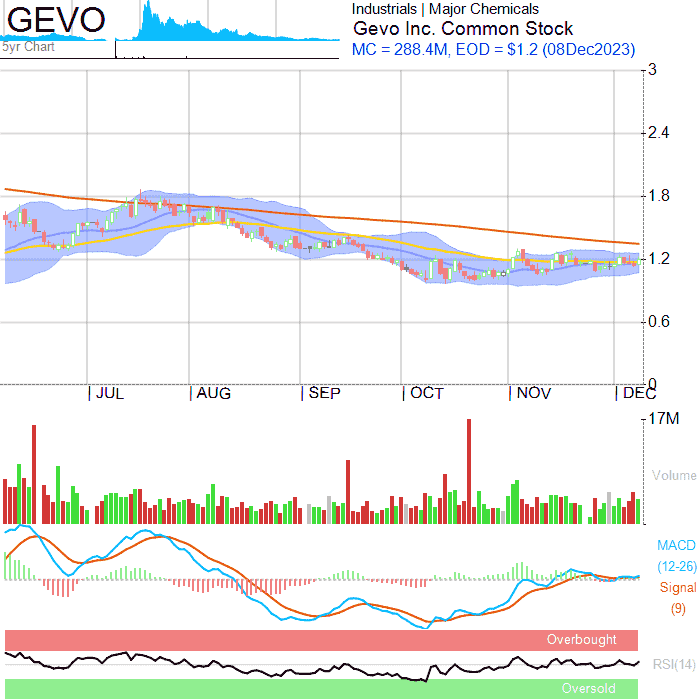 GEVO
5yr Chart
Industrials | Major Chemicals
Gevo Inc. Common Stock
MC = 288.4M, EOD = $1.2 (08Dec2023)
3
2.4
1.8
1.2
0.6
0
JUL AUG SEP OCT NOV DEC
17M
Volume
MACD
(12-26)
Signal
(9)
Overbought
RSI(14)
Oversold